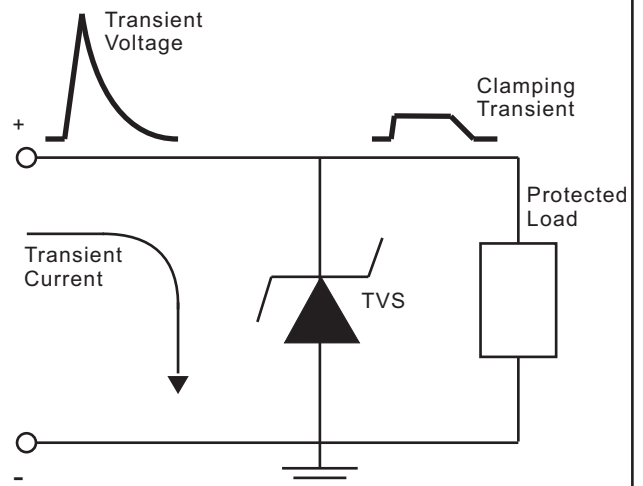 Transient
Voltage
Clamping
Transient
+
Protected
Load
Transient
Current
TVS
-